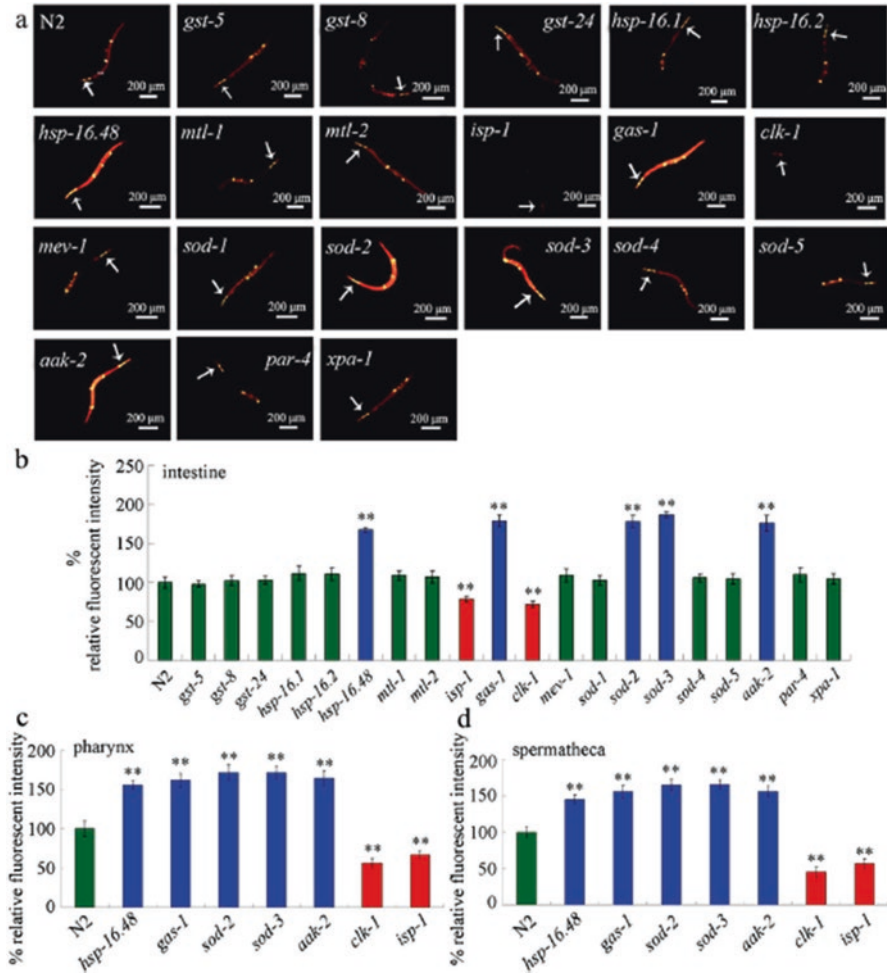 a
N2 gst-5 gst-8 gst-24 hsp-16.1 hsp-16.2
200 μm 200 μm 200 μm 200 μm 200 μm 200 μm
hsp-16.48 mtl-1 mtl-2 isp-1 gas-1 clk-1
200 μm 200 μm 200 μm 200 μm 200 μm 200 μm
mev-1 sod-1 sod-2 sod-3 sod-4 sod-5
200 μm 200 μm 200 μm 200 μm 200 μm 200 μm
aak-2 par-4 xpa-1
200 μm 200 μm 200 μm
b
intestine
% relative fluorescent intensity
250
200
150
100
50
0
** ** ** ** ** ** **
N2 gst-5 gst-8 gst-24 hsp-16.1 hsp-16.2 hsp-16.48 mtl-1 mtl-2 isp-1 gas-1 clk-1 mev-1 sod-1 sod-2 sod-3 sod-4 sod-5 aak-2 par-4 xpa-1
c
pharynx
% relative fluorescent intensity
200
150
100
50
0
** ** ** ** ** ** **
N2 hsp-16.48 gas-1 sod-2 sod-3 aak-2 clk-1 isp-1
d
spermatheca
% relative fluorescent intensity
200
150
100
50
0
** ** ** ** ** ** **
N2 hsp-16.48 gas-1 sod-2 sod-3 aak-2 clk-1 isp-1